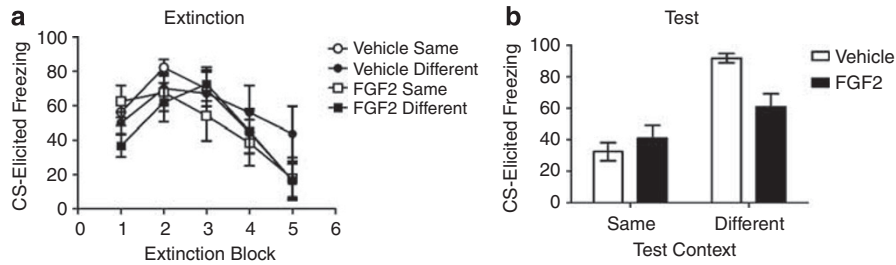 a
Extinction
CS-Elicited Freezing
100
80
60
40
20
0
0 1 2 3 4 5 6
Extinction Block
Vehicle Same
Vehicle Different
FGF2 Same
FGF2 Different
b
Test
CS-Elicited Freezing
100
80
60
40
20
0
Same Different
Test Context
Vehicle
FGF2